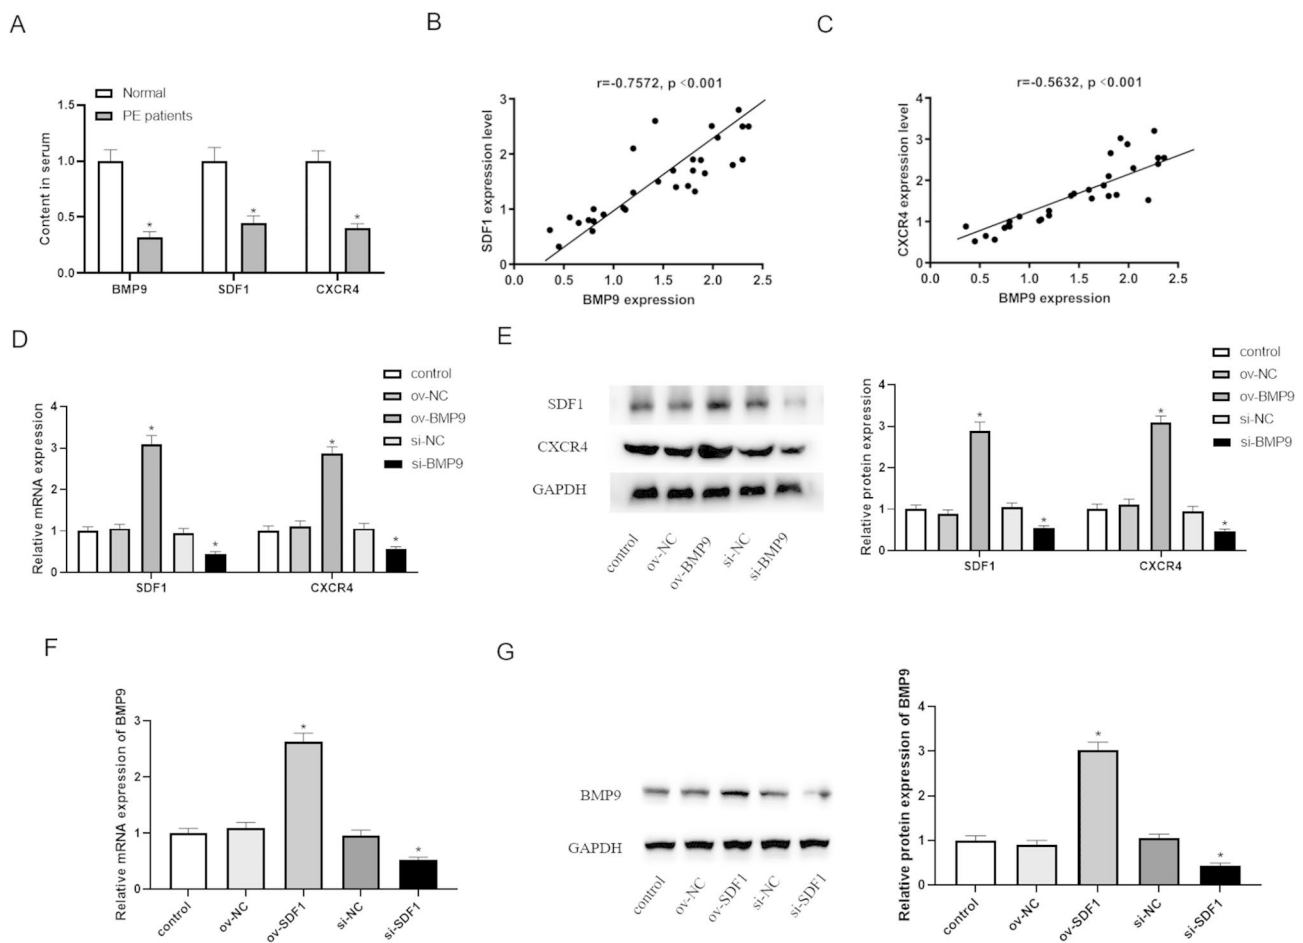 A
Normal
PE patients
Content in serum
1.5
1.0
0.5
0.0
*
*
*
BMP9
SDF1
CXCR4
B
r=-0.7572, p <0.001
SDF1 expression level
3
2
1
0
0.0
0.5
1.0
1.5
2.0
2.5
BMP9 expression
C
r=-0.5632, p <0.001
CXCR4 expression level
4
3
2
1
0
0.0
0.5
1.0
1.5
2.0
2.5
BMP9 expression
D
control
ov-NC
ov-BMP9
si-NC
si-BMP9
Relative mRNA expression
4
3
2
1
0
*
*
*
*
SDF1
CXCR4
E
SDF1
CXCR4
GAPDH
control
ov-NC
ov-BMP9
si-NC
si-BMP9
control
ov-NC
ov-BMP9
si-NC
si-BMP9
Relative protein expression
4
3
2
1
0
*
*
*
*
SDF1
CXCR4
F
Relative mRNA expression of BMP9
3
2
1
0
*
*
control
ov-NC
ov-SDF1
si-NC
si-SDF1
G
BMP9
GAPDH
control
ov-NC
ov-SDF1
si-NC
si-SDF1
Relative protein expression of BMP9
4
3
2
1
0
*
*
control
ov-NC
ov-SDF1
si-NC
si-SDF1